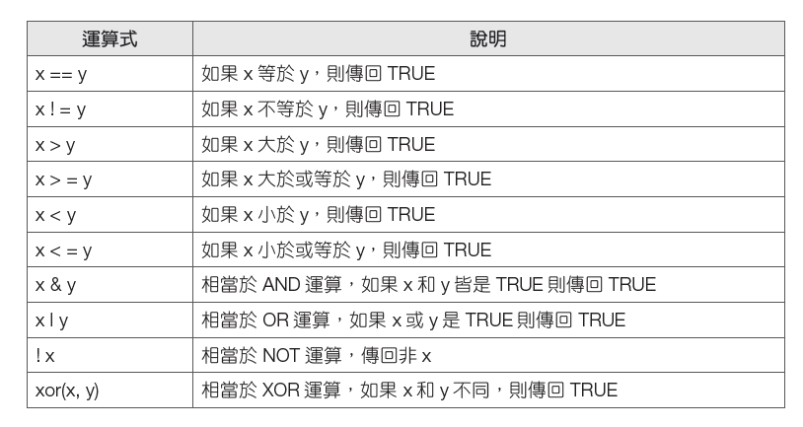 運算式 說明
x == y 如果 x 等於 y，則傳回 TRUE
x ! = y 如果 x 不等於 y，則傳回 TRUE
x > y 如果 x 大於 y，則傳回 TRUE
x > = y 如果 x 大於或等於 y，則傳回 TRUE
x < y 如果 x 小於 y，則傳回 TRUE
x < = y 如果 x 小於或等於 y，則傳回 TRUE
x & y 相當於 AND 運算，如果 x 和 y 皆是 TRUE 則傳回 TRUE
x | y 相當於 OR 運算，如果 x 或 y 是 TRUE 則傳回 TRUE
! x 相當於 NOT 運算，傳回非 x
xor(x, y) 相當於 XOR 運算，如果 x 和 y 不同，則傳回 TRUE